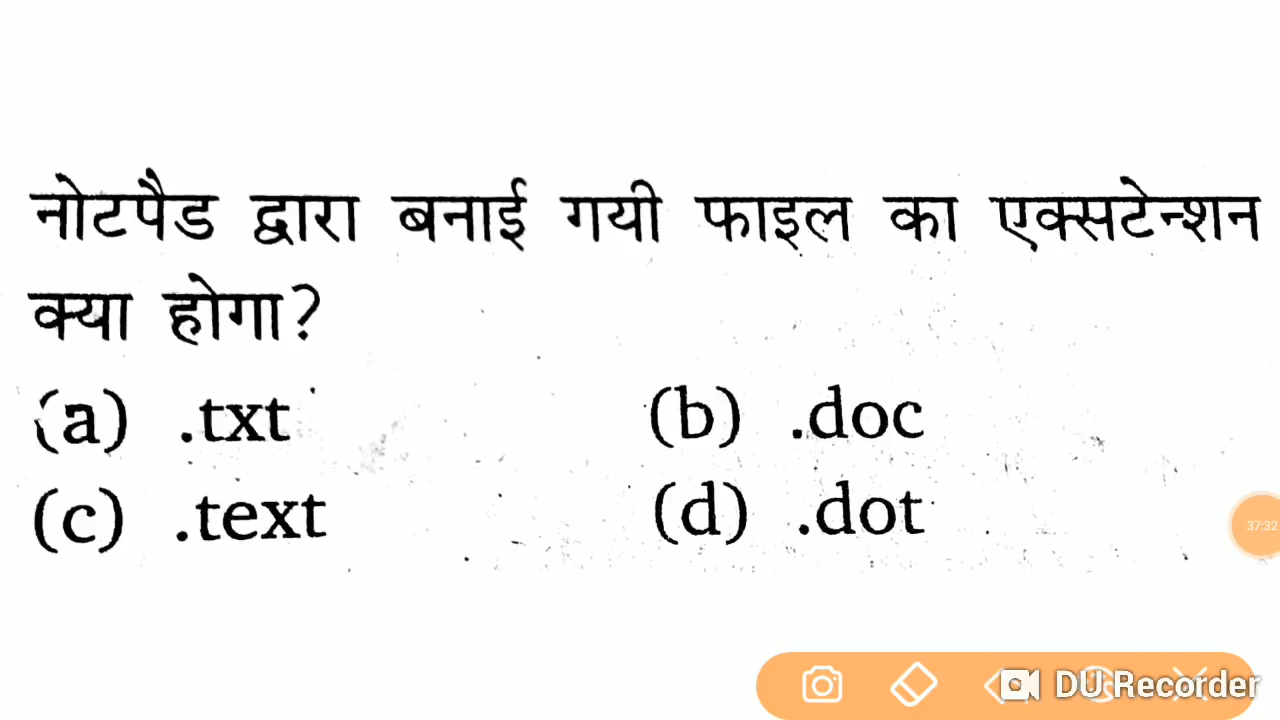 नोटपैड द्वारा बनाई गयी फाइल का एक्सटेन्शन
क्या होगा?
(a) .txt (b) .doc
(c) .text (d) .dot
37:32
DU Recorder